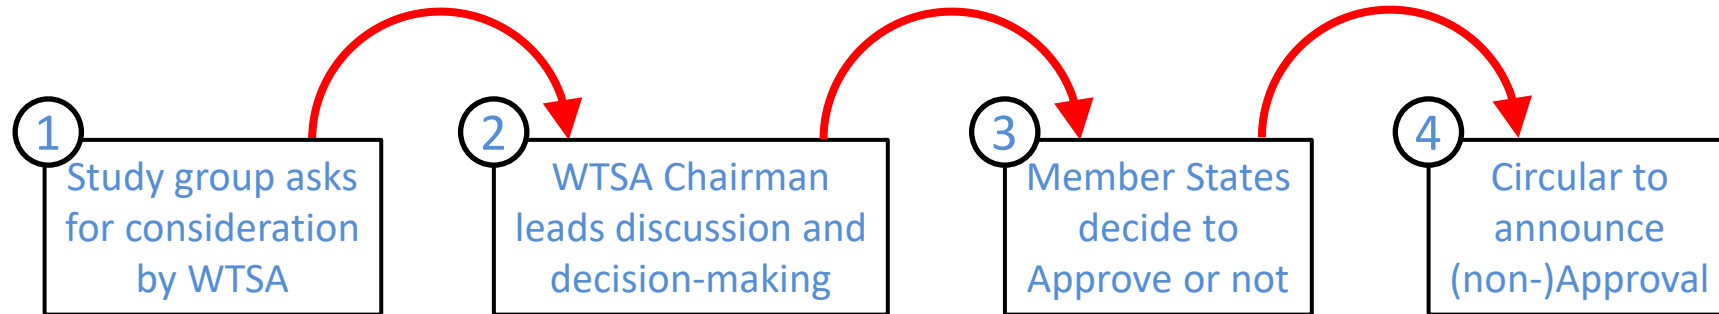 1
Study group asks
for consideration
by WTSA
2
WTSA Chairman
leads discussion and
decision-making
3
Member States
decide to
Approve or not
4
Circular to
announce
(non-)Approval